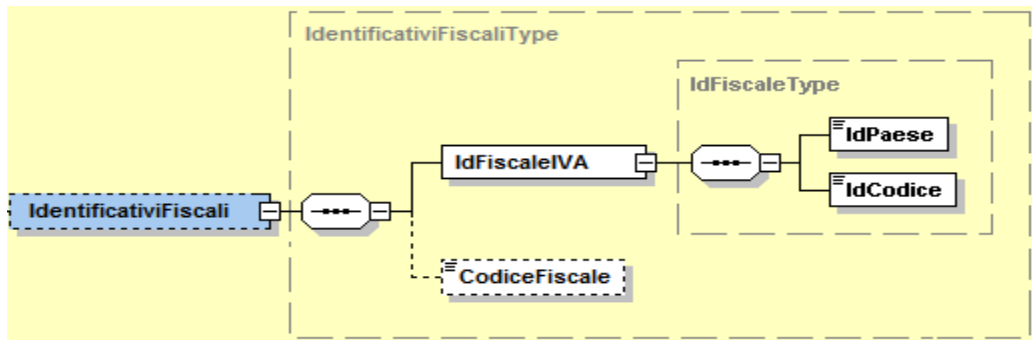 IdentificativiFiscaliType
IdFiscaleType
IdPaese
IdFiscaleIVA
IdCodice
IdentificativiFiscali
CodiceFiscale